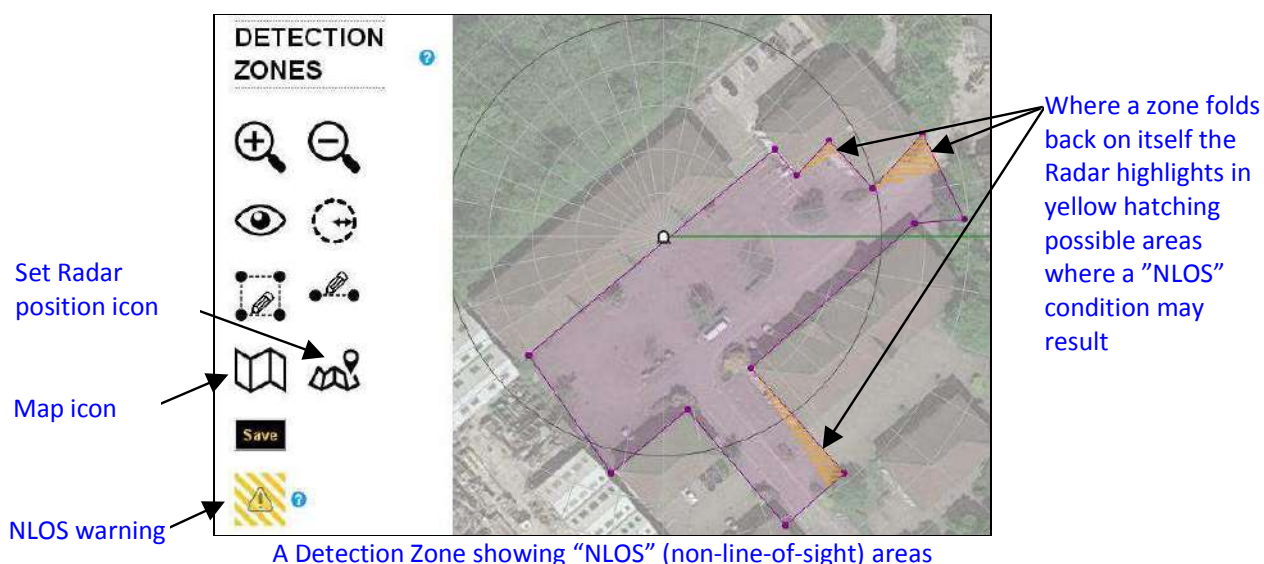 DETECTION
ZONES
?
Where a zone folds
back on itself the
Radar highlights in
yellow hatching
possible areas
where a ”NLOS”
condition may
result
Set Radar
position icon
Map icon
Save
?
NLOS warning
A Detection Zone showing “NLOS” (non-line-of-sight) areas